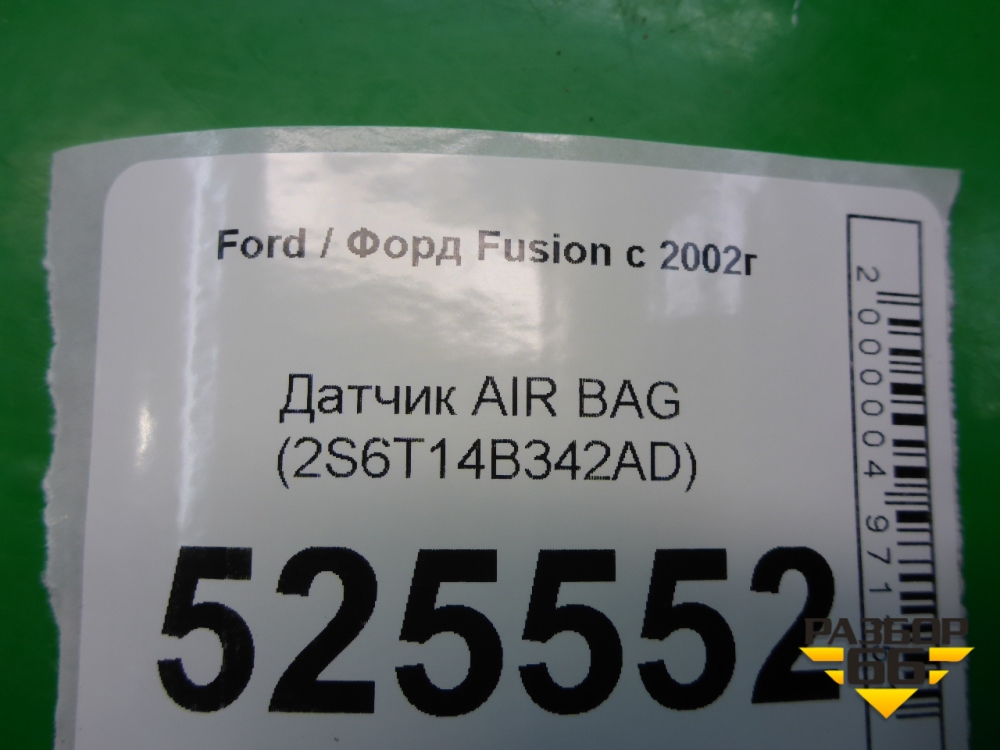 Ford / Форд Fusion с 2002г
Датчик AIR BAG
(2S6T14B342AD)
525552
2000004971
РАЗБОР
66